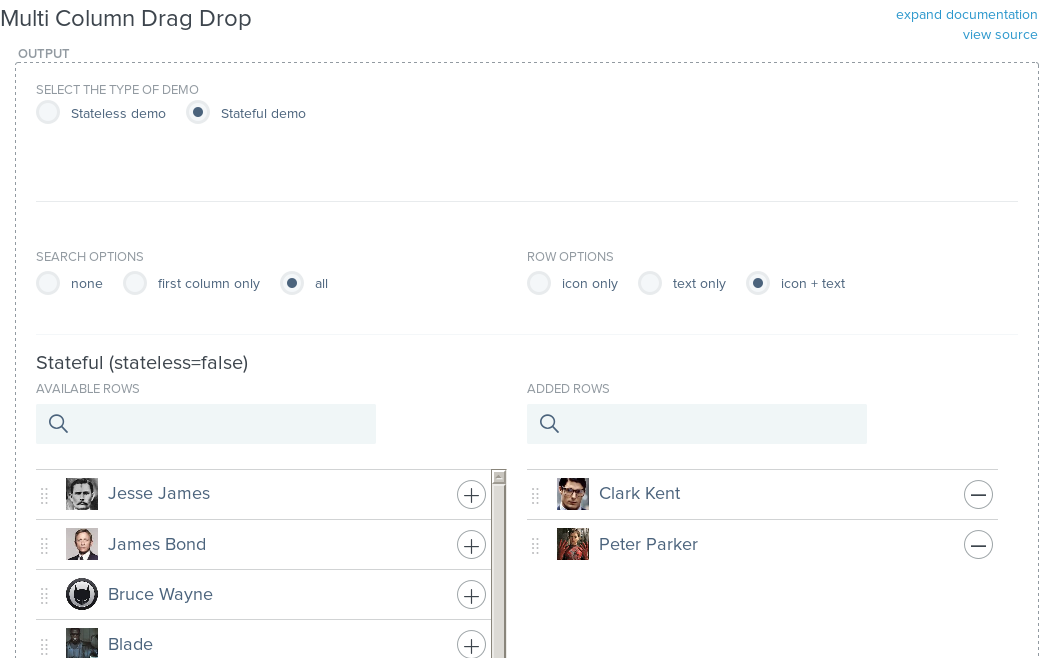 Multi Column Drag Drop
expand documentation
view source
OUTPUT
SELECT THE TYPE OF DEMO
Stateless demo
Stateful demo
SEARCH OPTIONS
none
first column only
all
ROW OPTIONS
icon only
text only
icon + text
Stateful (stateless=false)
AVAILABLE ROWS
Jesse James
James Bond
Bruce Wayne
Blade
ADDED ROWS
Clark Kent
Peter Parker